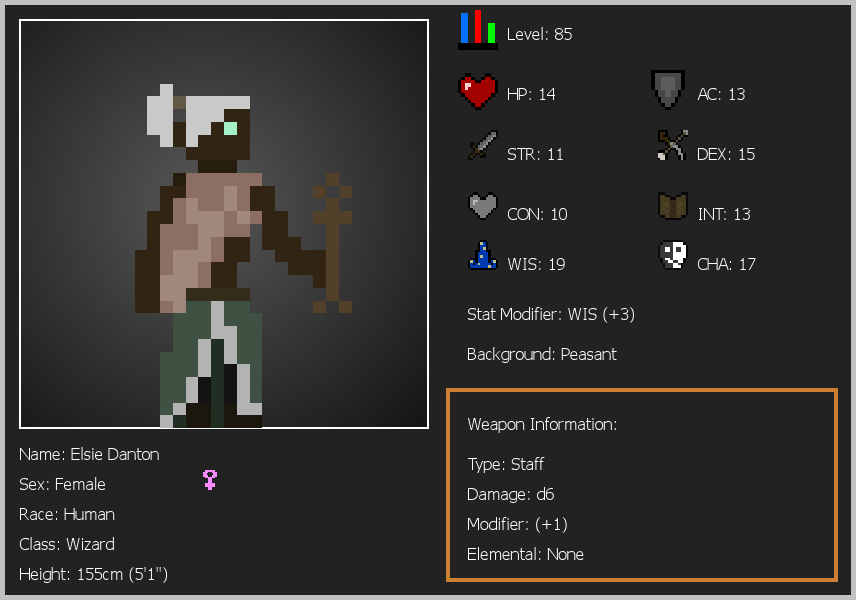 Level: 85
HP: 14
AC: 13
STR: 11
DEX: 15
CON: 10
INT: 13
WIS: 19
CHA: 17
Stat Modifier: WIS (+3)
Background: Peasant
Weapon Information:
Type: Staff
Damage: d6
Modifier: (+1)
Elemental: None
Name: Elsie Danton
Sex: Female
Race: Human
Class: Wizard
Height: 155cm (5'1")